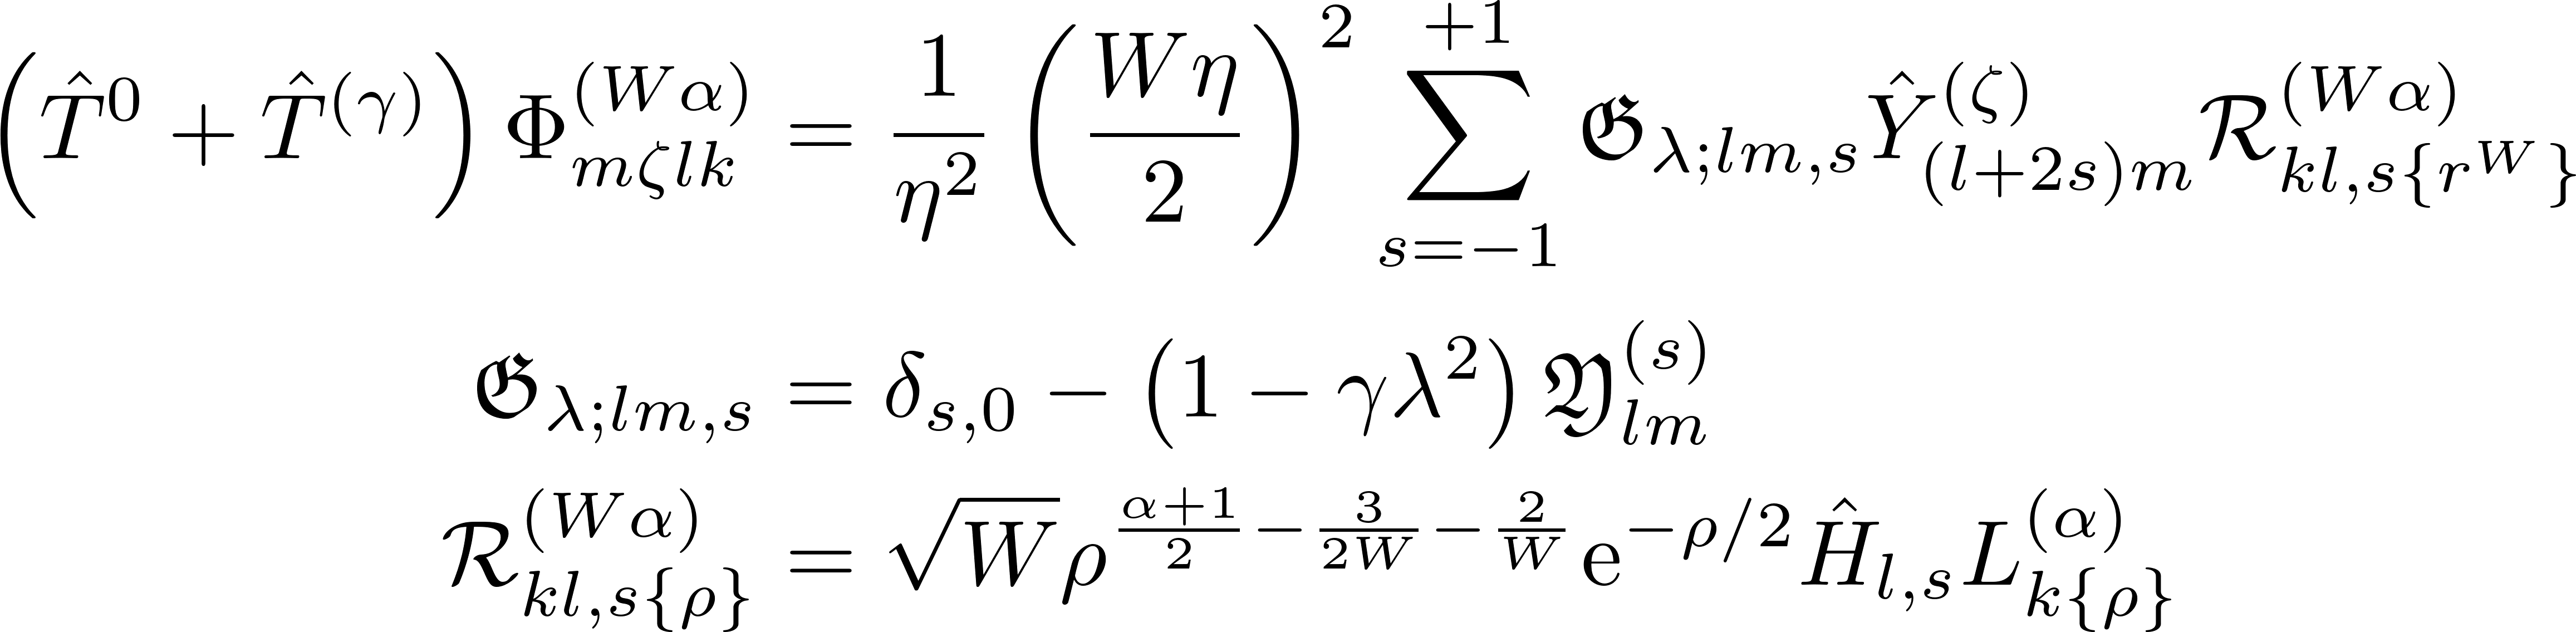 \left(\hat{T}^{0}+\hat{T}^{(\gamma)}\right)\Phi_{m\zeta lk}^{(W\alpha)}=\frac{1}{\eta^{2}}\left(\frac{W\eta}{2}\right)^{2}\sum_{s=-1}^{+1}\mathfrak{G}_{\lambda;lm,s}\hat{Y}_{(l+2s)m}^{(\zeta)}\mathcal{R}_{kl,s\{r^{W}\}}^{(W\alpha)}
\mathfrak{G}_{\lambda;lm,s}=\delta_{s,0}-\left(1-\gamma\lambda^{2}\right)\mathfrak{Y}_{lm}^{(s)}
\mathcal{R}_{kl,s\{\rho\}}^{(W\alpha)}=\sqrt{W}\rho^{\frac{\alpha+1}{2}-\frac{3}{2W}-\frac{2}{W}}\mathrm{e}^{-\rho/2}\hat{H}_{l,s}L_{k\{\rho\}}^{(\alpha)}